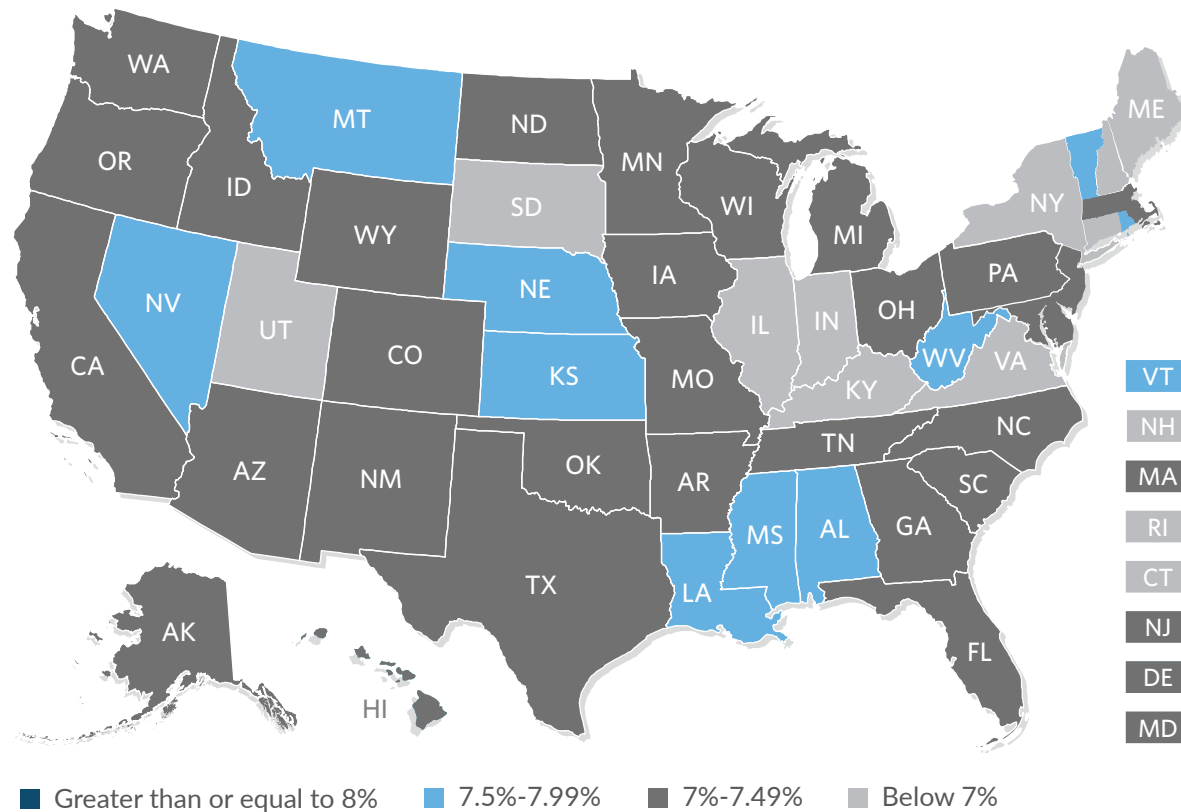 WA
ME
MT
ND
OR
MN
ID
SD
NY
WI
WY
MI
IA
PA
NE
NV
OH
IL
IN
UT
CO
WV
VA
CA
KS
VT
MO
KY
NH
NC
TN
AZ
OK
MA
NM
AR
SC
MS
AL
GA
RI
TX
CT
LA
NJ
AK
FL
DE
HI
MD
Greater than or equal to 8% 7.5%-7.99% 7%-7.49% Below 7%